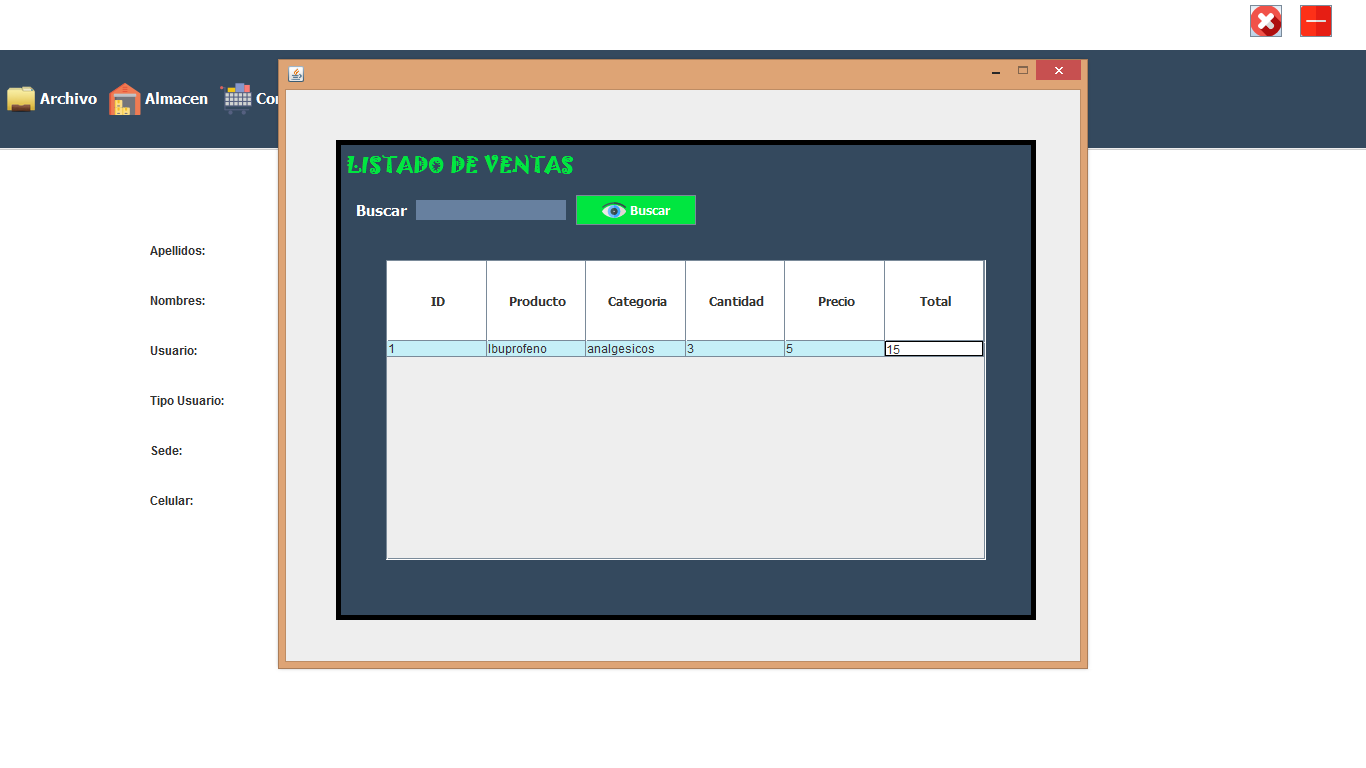 Archivo Almacen
LISTADO DE VENTAS
Buscar Buscar
ID Producto Categoria Cantidad Precio Total
1 Ibuprofeno analgesicos 3 5 15
Apellidos:
Nombres:
Usuario:
Tipo Usuario:
Sede:
Celular: